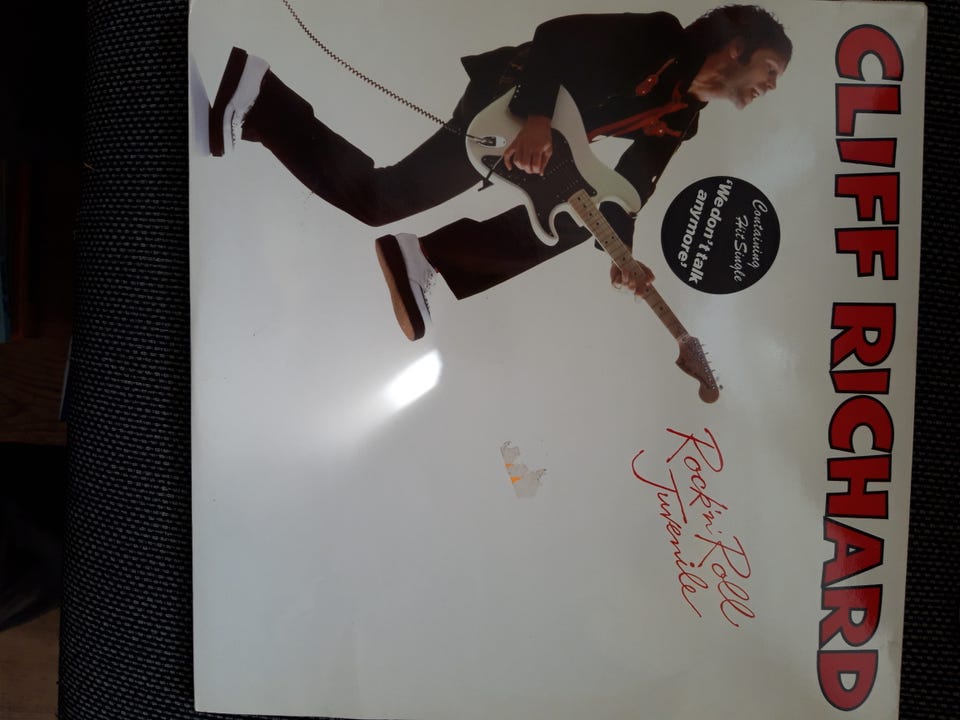 CLIFF RICHARD
Containing
Hit Single
'We don't talk
anymore'
Rock 'n' Roll
Juvenile